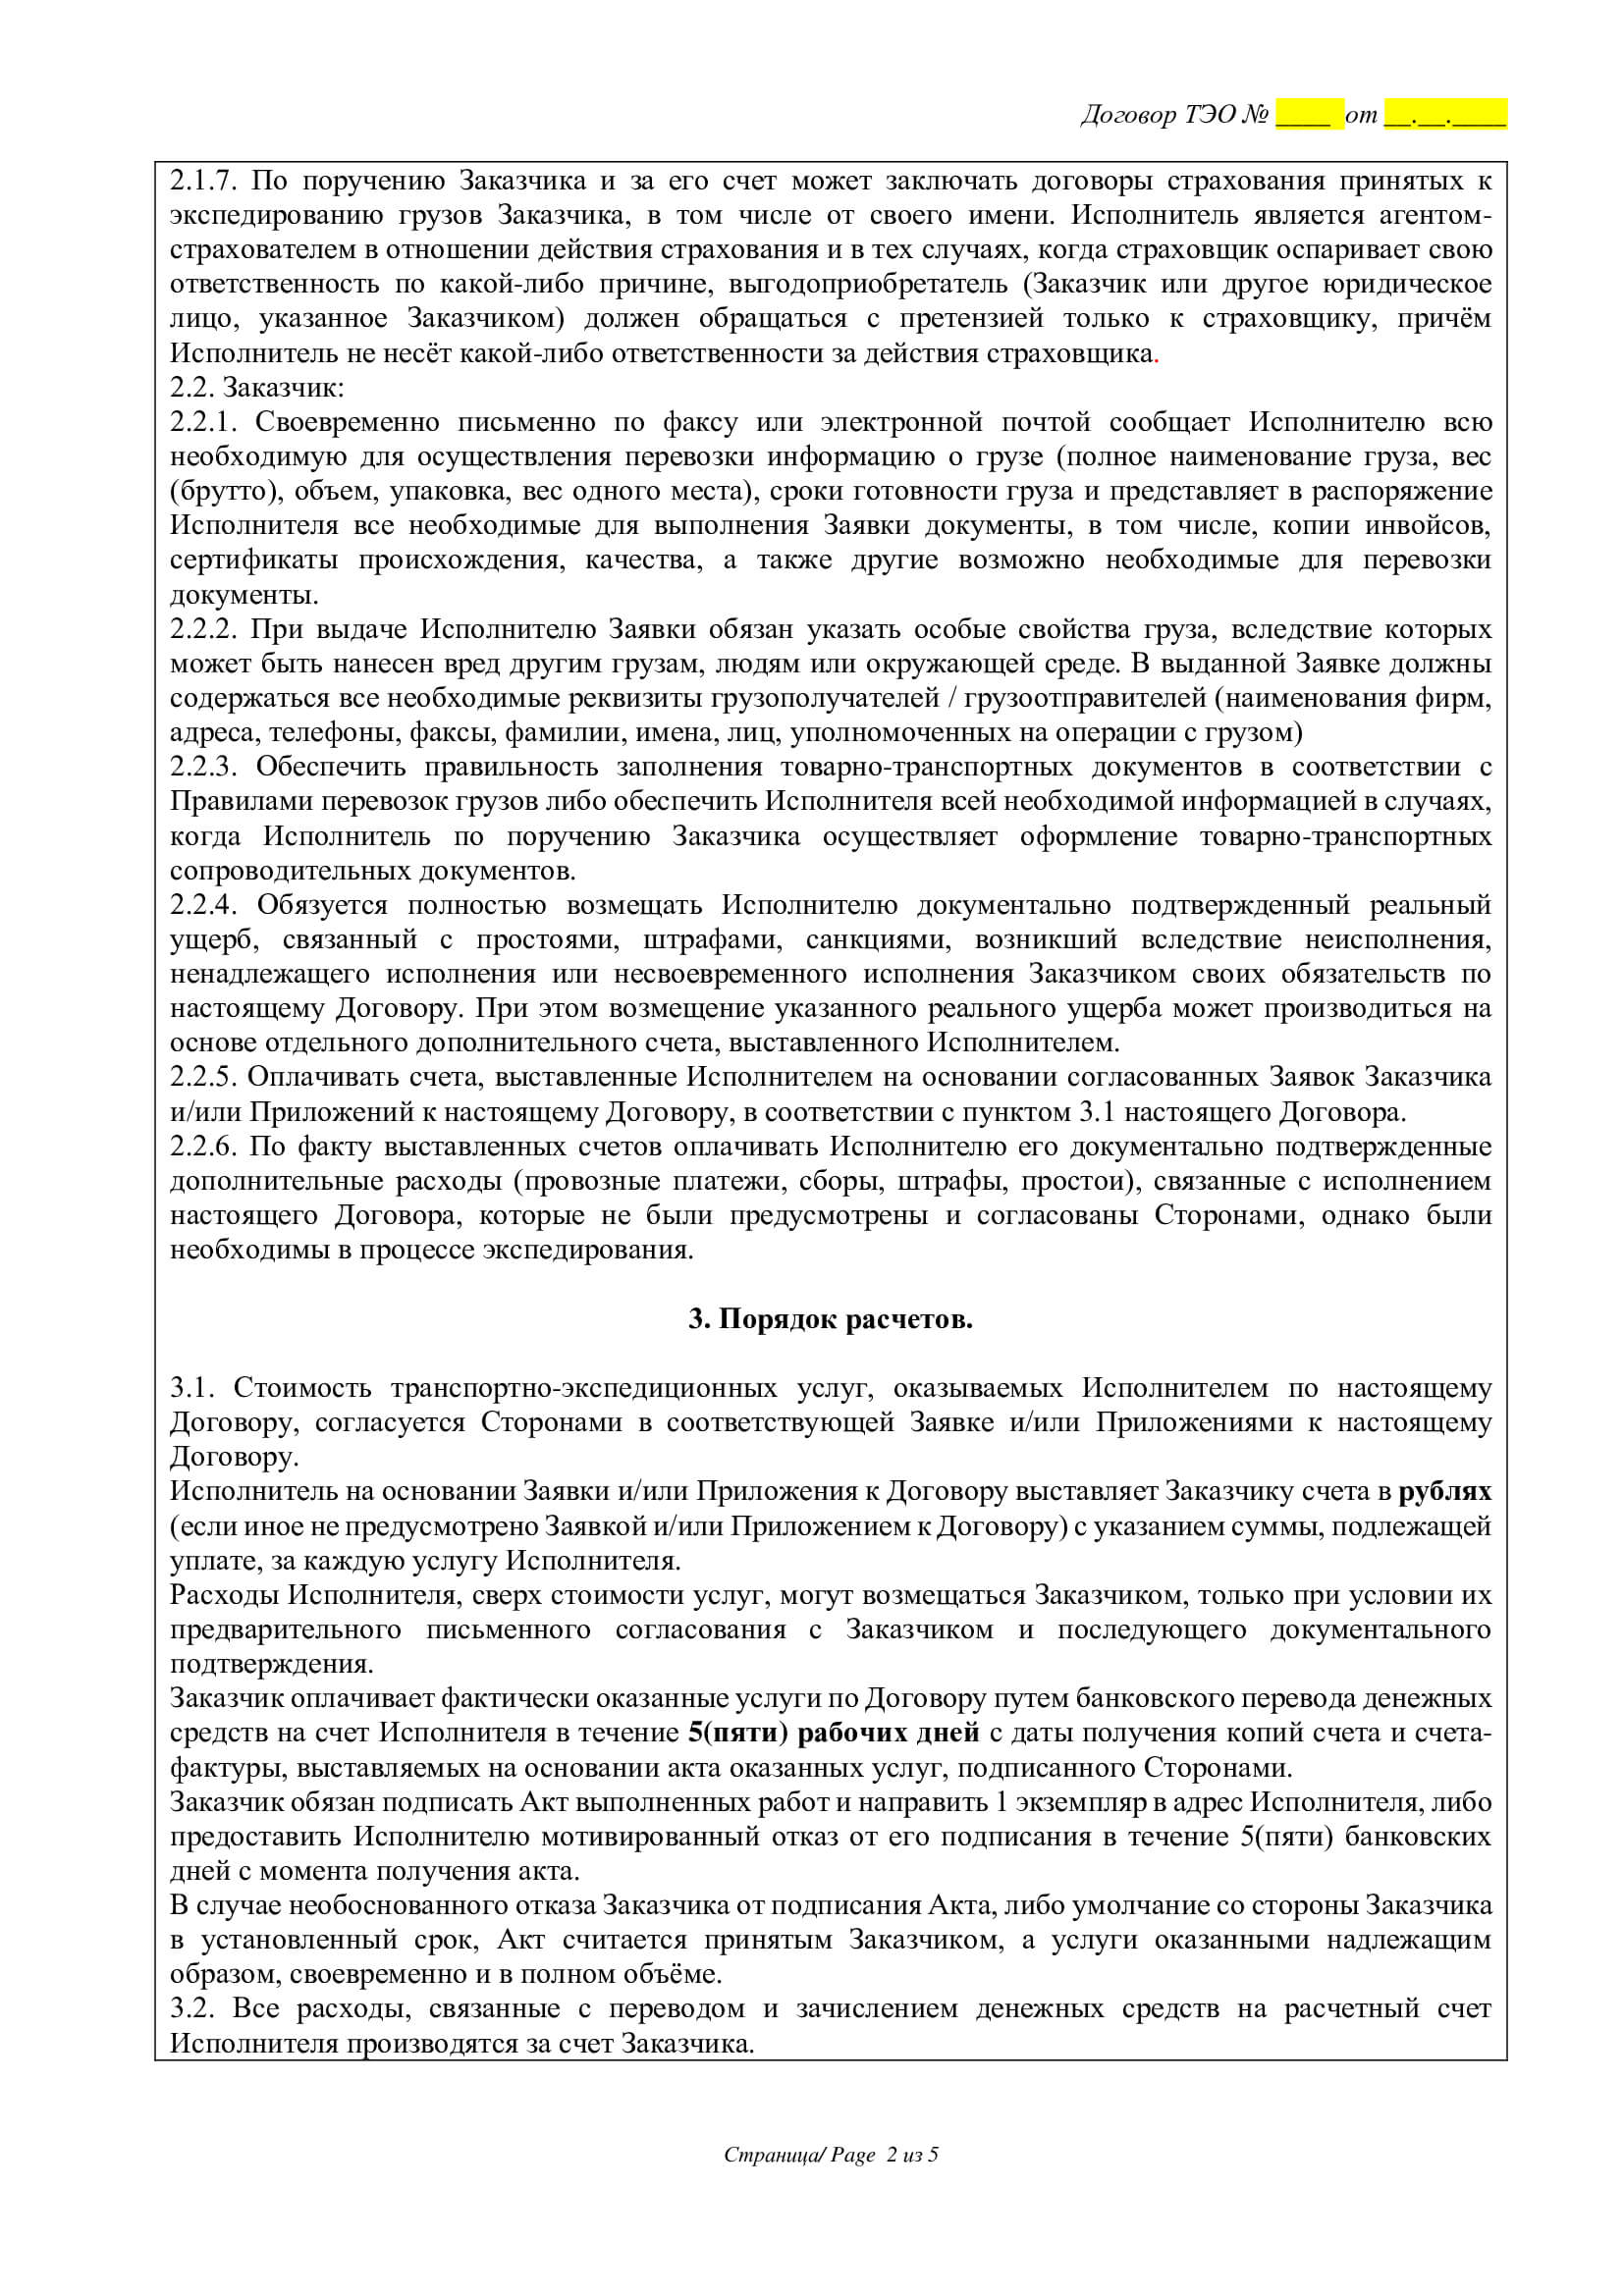 Договор ТЭО № ____ от __.__.____
2.1.7. По поручению Заказчика и за его счет может заключать договоры страхования принятых к
экспедированию грузов Заказчика, в том числе от своего имени. Исполнитель является агентом-
страхователем в отношении действия страхования и в тех случаях, когда страховщик оспаривает свою
ответственность по какой-либо причине, выгодоприобретатель (Заказчик или другое юридическое
лицо, указанное Заказчиком) должен обращаться с претензией только к страховщику, причём
Исполнитель не несёт какой-либо ответственности за действия страховщика.
2.2. Заказчик:
2.2.1. Своевременно письменно по факсу или электронной почтой сообщает Исполнителю всю
необходимую для осуществления перевозки информацию о грузе (полное наименование груза, вес
(брутто), объем, упаковка, вес одного места), сроки готовности груза и представляет в распоряжение
Исполнителя все необходимые для выполнения Заявки документы, в том числе, копии инвойсов,
сертификаты происхождения, качества, а также другие возможно необходимые для перевозки
документы.
2.2.2. При выдаче Исполнителю Заявки обязан указать особые свойства груза, вследствие которых
может быть нанесен вред другим грузам, людям или окружающей среде. В выданной Заявке должны
содержаться все необходимые реквизиты грузополучателей / грузоотправителей (наименования фирм,
адреса, телефоны, факсы, фамилии, имена, лиц, уполномоченных на операции с грузом)
2.2.3. Обеспечить правильность заполнения товарно-транспортных документов в соответствии с
Правилами перевозок грузов либо обеспечить Исполнителя всей необходимой информацией в случаях,
когда Исполнитель по поручению Заказчика осуществляет оформление товарно-транспортных
сопроводительных документов.
2.2.4. Обязуется полностью возмещать Исполнителю документально подтвержденный реальный
ущерб, связанный с простоями, штрафами, санкциями, возникший вследствие неисполнения,
ненадлежащего исполнения или несвоевременного исполнения Заказчиком своих обязательств по
настоящему Договору. При этом возмещение указанного реального ущерба может производиться на
основе отдельного дополнительного счета, выставленного Исполнителем.
2.2.5. Оплачивать счета, выставленные Исполнителем на основании согласованных Заявок Заказчика
и/или Приложений к настоящему Договору, в соответствии с пунктом 3.1 настоящего Договора.
2.2.6. По факту выставленных счетов оплачивать Исполнителю его документально подтвержденные
дополнительные расходы (провозные платежи, сборы, штрафы, простои), связанные с исполнением
настоящего Договора, которые не были предусмотрены и согласованы Сторонами, однако были
необходимы в процессе экспедирования.
3. Порядок расчетов.
3.1. Стоимость транспортно-экспедиционных услуг, оказываемых Исполнителем по настоящему
Договору, согласуется Сторонами в соответствующей Заявке и/или Приложениями к настоящему
Договору.
Исполнитель на основании Заявки и/или Приложения к Договору выставляет Заказчику счета в рублях
(если иное не предусмотрено Заявкой и/или Приложением к Договору) с указанием суммы, подлежащей
уплате, за каждую услугу Исполнителя.
Расходы Исполнителя, сверх стоимости услуг, могут возмещаться Заказчиком, только при условии их
предварительного письменного согласования с Заказчиком и последующего документального
подтверждения.
Заказчик оплачивает фактически оказанные услуги по Договору путем банковского перевода денежных
средств на счет Исполнителя в течение 5(пяти) рабочих дней с даты получения копий счета и счета-
фактуры, выставляемых на основании акта оказанных услуг, подписанного Сторонами.
Заказчик обязан подписать Акт выполненных работ и направить 1 экземпляр в адрес Исполнителя, либо
предоставить Исполнителю мотивированный отказ от его подписания в течение 5(пяти) банковских
дней с момента получения акта.
В случае необоснованного отказа Заказчика от подписания Акта, либо умолчание со стороны Заказчика
в установленный срок, Акт считается принятым Заказчиком, а услуги оказанными надлежащим
образом, своевременно и в полном объёме.
3.2. Все расходы, связанные с переводом и зачислением денежных средств на расчетный счет
Исполнителя производятся за счет Заказчика.
Страница/ Page 2 из 5